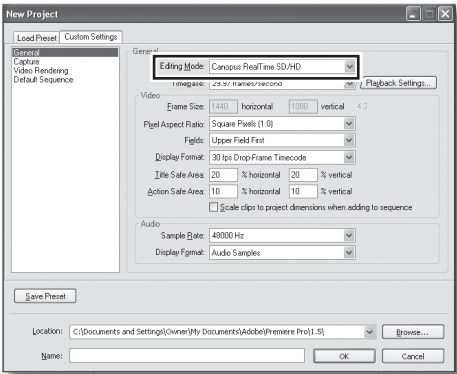 New Project
Load Preset Custom Settings
General
Capture
Video Rendering
Default Sequence
General
Editing Mode: Canopus RealTime SD/HD
Timebase: 29.97 frames/second Playback Settings...
Video
Frame Size: 1440 horizontal 1080 vertical 4:3
Pixel Aspect Ratio: Square Pixels (1.0)
Fields: Upper Field First
Display Format: 30 fps Drop-Frame Timecode
Title Safe Area: 20 % horizontal 20 % vertical
Action Safe Area: 10 % horizontal 10 % vertical
Scale clips to project dimensions when adding to sequence
Audio
Sample Rate: 48000 Hz
Display Format: Audio Samples
Save Preset
Location: C:\Documents and Settings\Owner\My Documents\Adobe\Premiere Pro\1.5\ Browse...
Name: OK Cancel